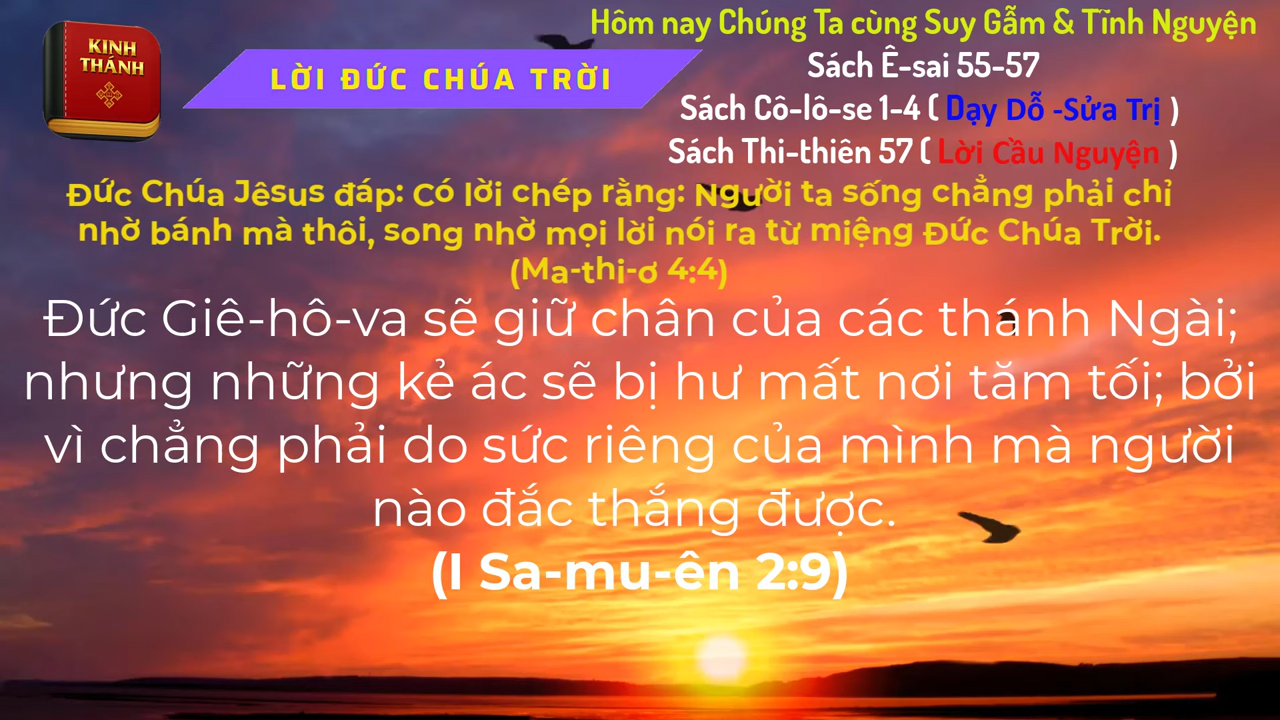 KINH
THÁNH
LỜI ĐỨC CHÚA TRỜI
Hôm nay Chúng Ta cùng Suy Gẫm & Tĩnh Nguyện
Sách Ê-sai 55-57
Sách Cô-lô-se 1-4 ( Dạy Dỗ -Sửa Trị )
Sách Thi-thiên 57 ( Lời Cầu Nguyện )
Đức Chúa Jêsus đáp: Có lời chép rằng: Người ta sống chẳng phải chỉ
nhờ bánh mà thôi, song nhờ mọi lời nói ra từ miệng Đức Chúa Trời.
(Ma-thi-ơ 4:4)
Đức Giê-hô-va sẽ giữ chân của các thánh Ngài;
nhưng những kẻ ác sẽ bị hư mất nơi tăm tối; bởi
vì chẳng phải do sức riêng của mình mà người
nào đắc thắng được.
(I Sa-mu-ên 2:9)